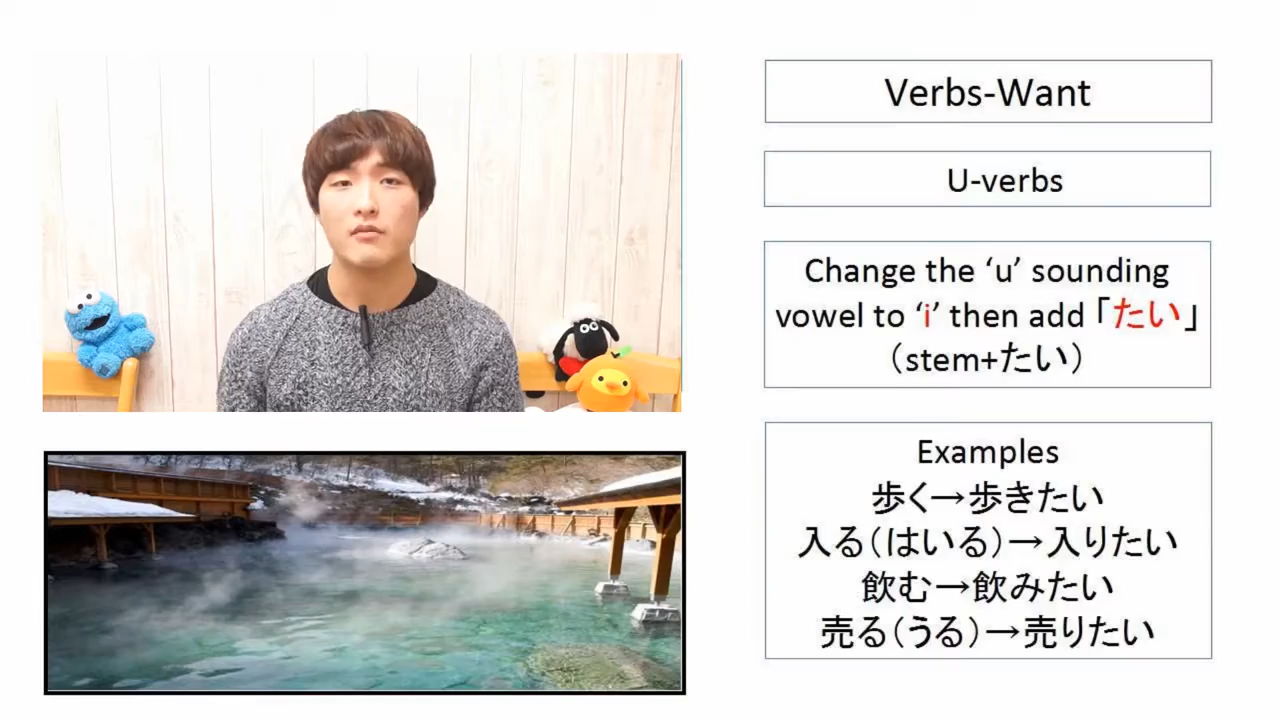 Verbs-Want
U-verbs
Change the ‘u’ sounding
vowel to ‘i’ then add「たい」
（stem+たい）
Examples
歩く→歩きたい
入る（はいる）→入りたい
飲む→飲みたい
売る（うる）→売りたい